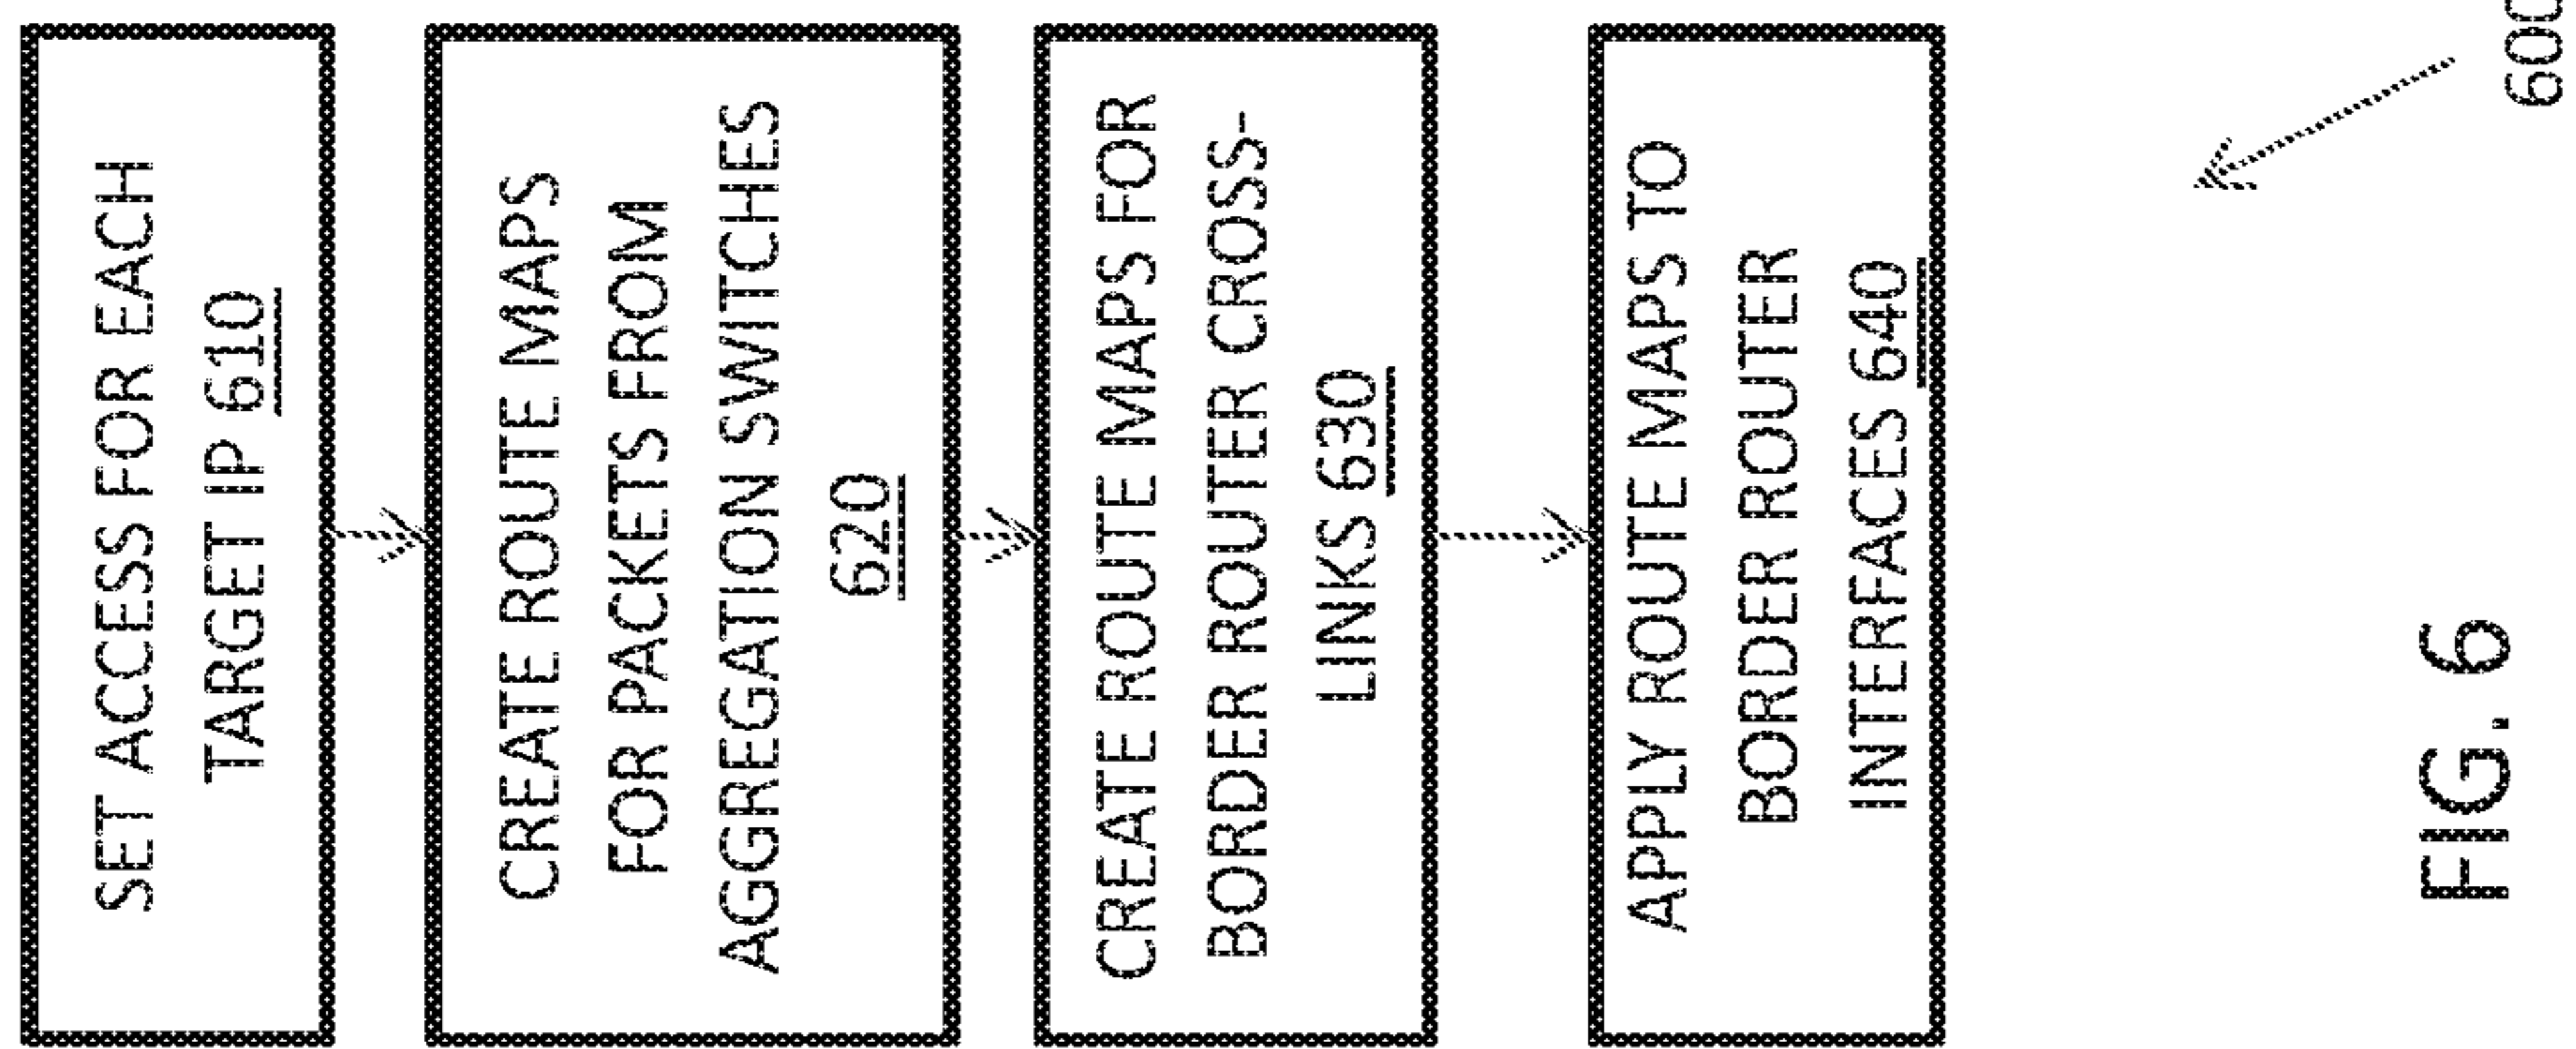 SET ACCESS FOR EACH
TARGET IP 610
CREATE ROUTE MAPS
FOR PACKETS FROM
AGGREGATION SWITCHES
620
CREATE ROUTE MAPS FOR
BORDER ROUTER CROSS-
LINKS 630
APPLY ROUTE MAPS TO
BORDER ROUTER
INTERFACES 640
600
FIG. 6